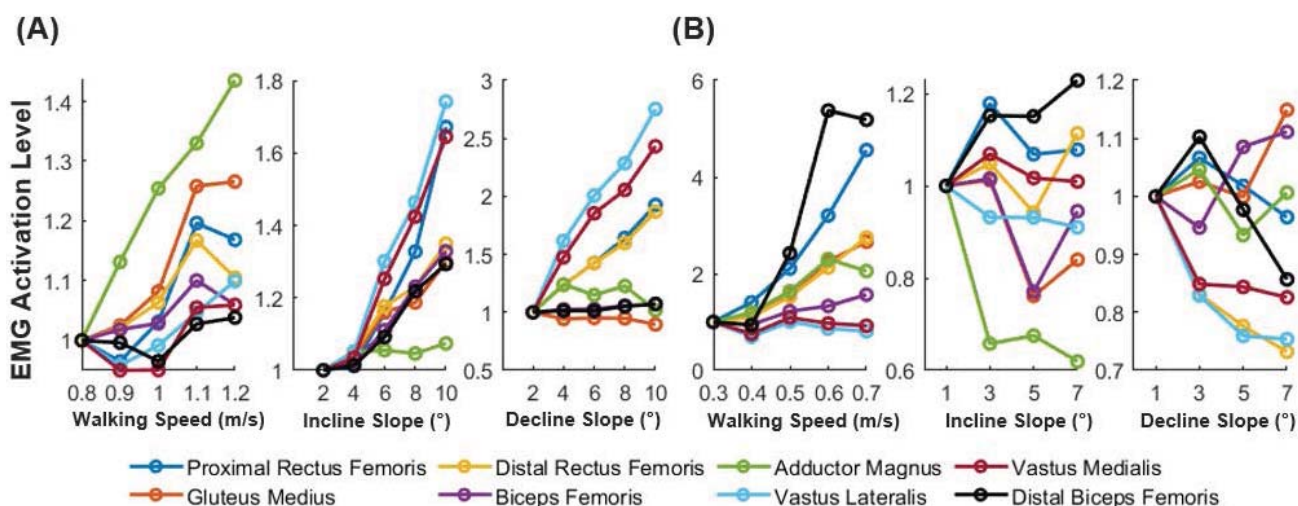 (A)
(B)
EMG Activation Level
1.4
1.3
1.2
1.1
1
0.8 0.9 1 1.1 1.2
Walking Speed (m/s)
1.8
1.6
1.4
1.2
1
2 4 6 8 10
Incline Slope (°)
3
2.5
2
1.5
1
0.5
2 4 6 8 10
Decline Slope (°)
6
4
2
0
0.3 0.4 0.5 0.6 0.7
Walking Speed (m/s)
1.2
1
0.8
0.6
1 3 5 7
Incline Slope (°)
1.2
1.1
1
0.9
0.8
0.7
1 3 5 7
Decline Slope (°)
Proximal Rectus Femoris Distal Rectus Femoris Adductor Magnus Vastus Medialis
Gluteus Medius Biceps Femoris Vastus Lateralis Distal Biceps Femoris